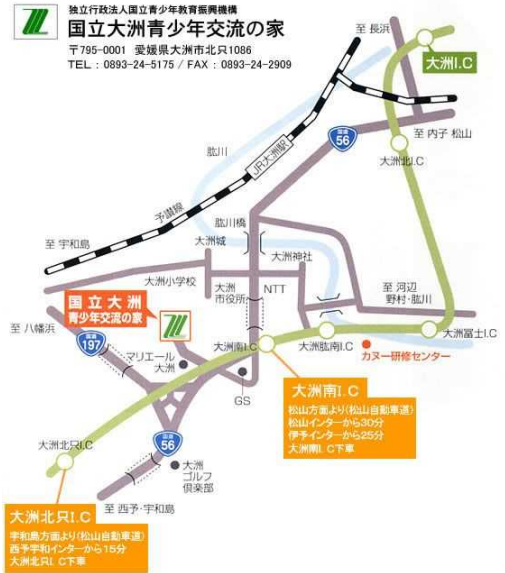 独立行政法人国立青少年教育振興機構
国立大洲青少年交流の家
〒795-0001 愛媛県大洲市北只1086
TEL : 0893-24-5175 / FAX : 0893-24-2909
至 長浜
大洲I.C
至 内子 松山
国道
56
大洲北I.C
肱川
JR大洲駅
予讃線
肱川橋
至 宇和島
大洲城
大洲神社
大洲小学校
大洲
市役所
NTT
至 河辺
野村・肱川
国立大洲
青少年交流の家
至 八幡浜
国道
197
マリエール
大洲
大洲南I.C
大洲肱南I.C
大洲冨士I.C
カヌー研修センター
GS
大洲南I.C
松山方面より(松山自動車道)
松山インターから30分
伊予インターから25分
大洲南I.C下車
国道
56
大洲北只I.C
大洲
ゴルフ
倶楽部
至 西予・宇和島
大洲北只I.C
宇和島方面より(松山自動車道)
西予宇和インターから15分
大洲北只I.C下車